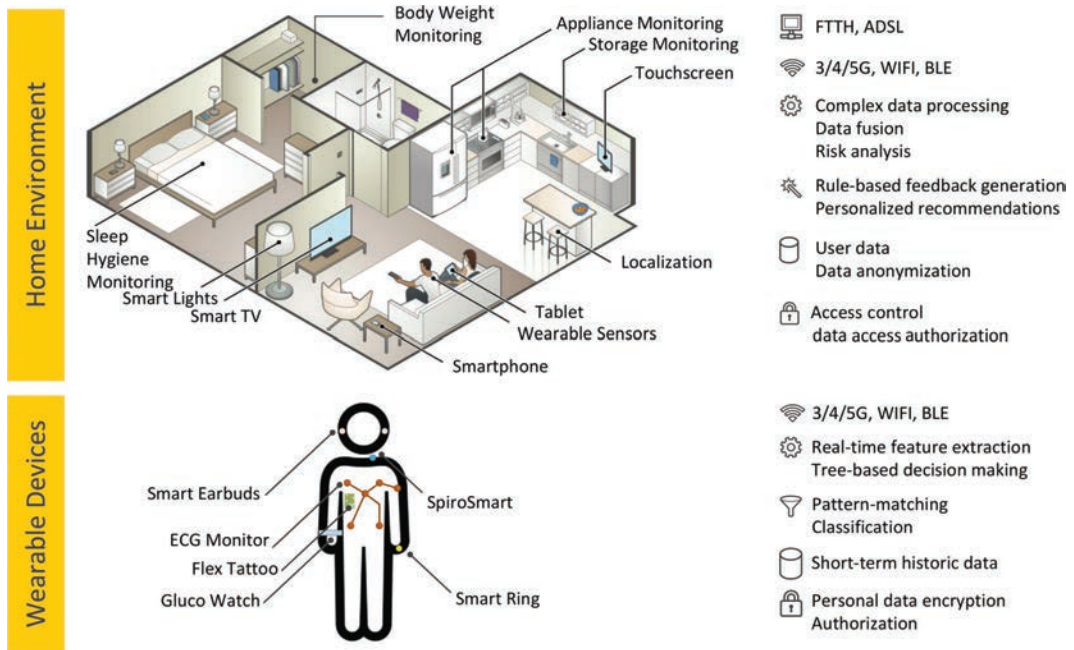 Home Environment
Body Weight
Monitoring
Appliance Monitoring
Storage Monitoring
Touchscreen
Sleep
Hygiene
Monitoring
Smart Lights
Smart TV
Localization
Tablet
Wearable Sensors
Smartphone
FTTH, ADSL
3/4/5G, WIFI, BLE
Complex data processing
Data fusion
Risk analysis
Rule-based feedback generation
Personalized recommendations
User data
Data anonymization
Access control
data access authorization
Wearable Devices
Smart Earbuds
ECG Monitor
Flex Tattoo
Gluco Watch
SpiroSmart
Smart Ring
3/4/5G, WIFI, BLE
Real-time feature extraction
Tree-based decision making
Pattern-matching
Classification
Short-term historic data
Personal data encryption
Authorization